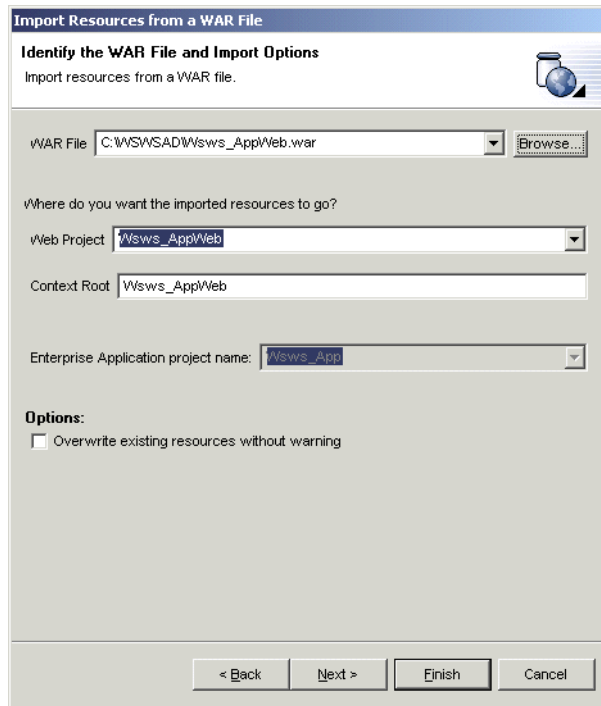 Import Resources from a WAR File
Identify the WAR File and Import Options
Import resources from a WAR file.
WAR File C:\WSWSAD\Wsws_AppWeb.war Browse...
Where do you want the imported resources to go?
Web Project Wsws_AppWeb
Context Root Wsws_AppWeb
Enterprise Application project name: Wsws_App
Options:
Overwrite existing resources without warning
< Back Next > Finish Cancel